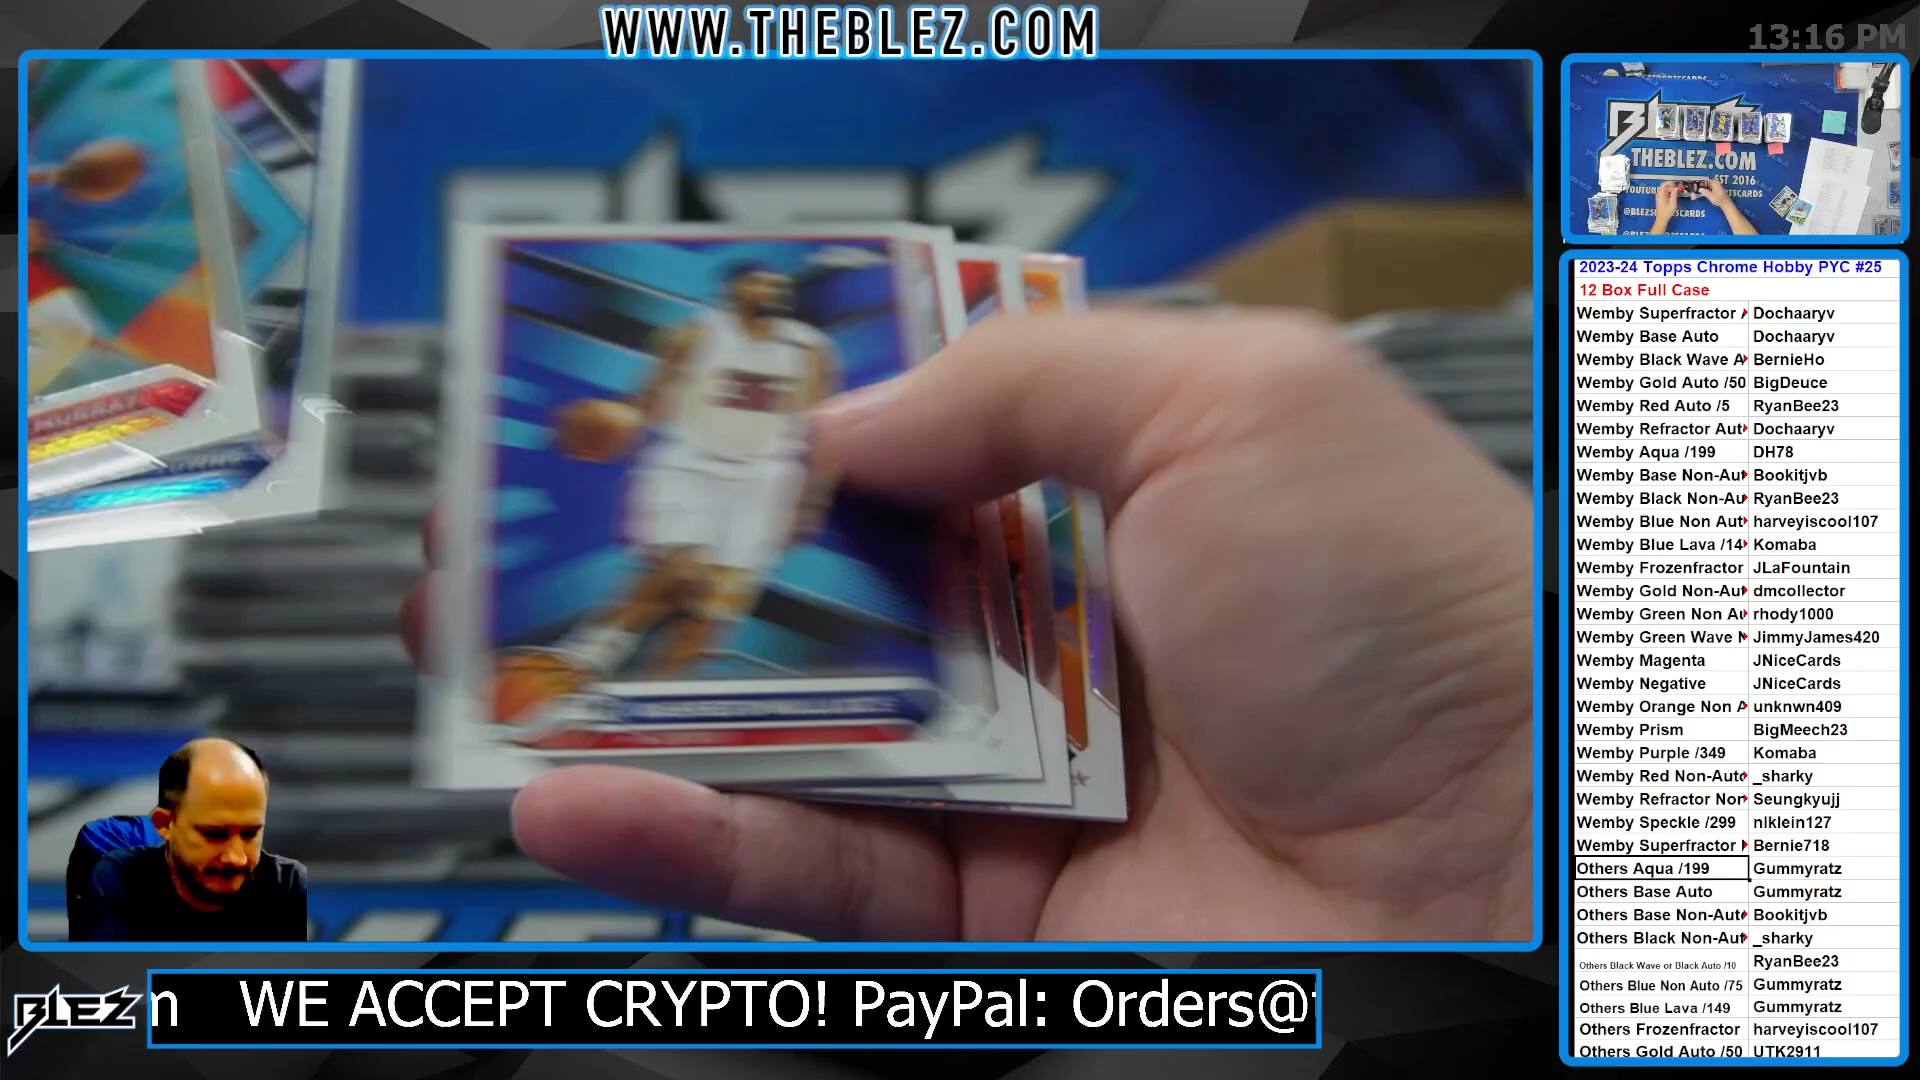 WWW.THEBLEZ.COM
13:16 PM
MURRAY
THEBLEZ.COM
EST 2016
2023-24 Topps Chrome Hobby PYC #25
12 Box Full Case
Wemby Superfractor A Dochaaryv
Wemby Base Auto Dochaaryv
Wemby Black Wave A BernieHo
Wemby Gold Auto /50 BigDeuce
Wemby Red Auto /5 RyanBee23
Wemby Refractor Aut Dochaaryv
Wemby Aqua /199 DH78
Wemby Base Non-Aut Bookitjvb
Wemby Black Non-Au RyanBee23
Wemby Blue Non Aut harveyiscool107
Wemby Blue Lava /14 Komaba
Wemby Frozenfractor JLaFountain
Wemby Gold Non-Aut dmcollector
Wemby Green Non Au rhody1000
Wemby Green Wave N JimmyJames420
Wemby Magenta JNiceCards
Wemby Negative JNiceCards
Wemby Orange Non A unknwn409
Wemby Prism BigMeech23
Wemby Purple /349 Komaba
Wemby Red Non-Auto _sharky
Wemby Refractor Non Seungkyujj
Wemby Speckle /299 nlklein127
Wemby Superfractor Bernie718
Others Aqua /199 Gummyratz
Others Base Auto Gummyratz
Others Base Non-Auto Bookitjvb
Others Black Non-Aut _sharky
Others Black Wave or Black Auto /10 RyanBee23
Others Blue Non Auto /75 Gummyratz
Others Blue Lava /149 Gummyratz
Others Frozenfractor harveyiscool107
Others Gold Auto /50 UTK2911
BLEZ
m WE ACCEPT CRYPTO! PayPal: Orders@